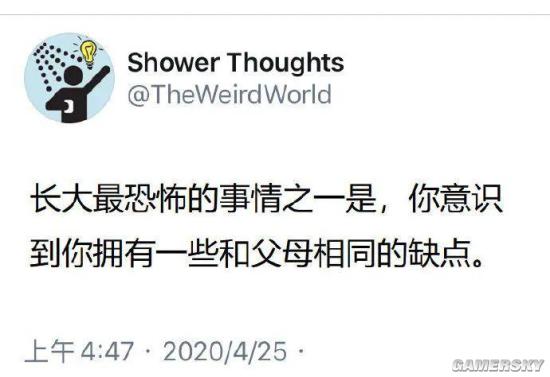 Shower Thoughts
@TheWeirdWorld
长大最恐怖的事情之一是，你意识
到你拥有一些和父母相同的缺点。
上午 4:47 · 2020/4/25 ·
GAMERSKY